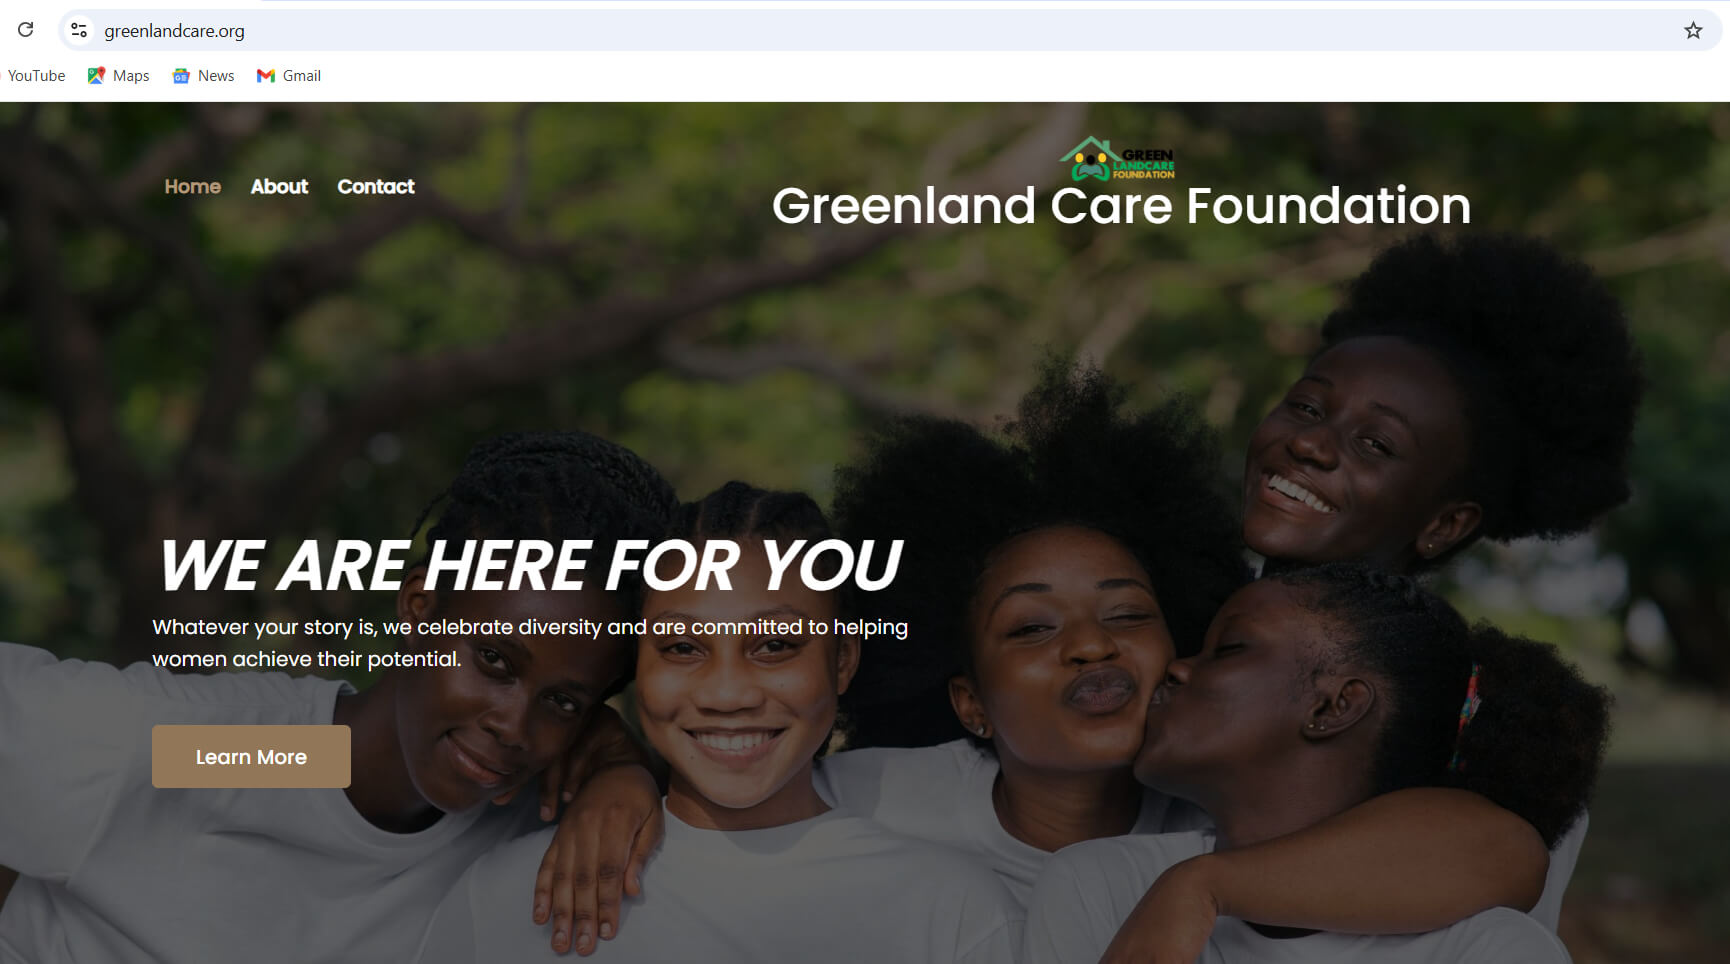 greenlandcare.org
YouTube Maps News Gmail
Home About Contact
GREEN
LANDCARE
FOUNDATION
Greenland Care Foundation
WE ARE HERE FOR YOU
Whatever your story is, we celebrate diversity and are committed to helping
women achieve their potential.
Learn More